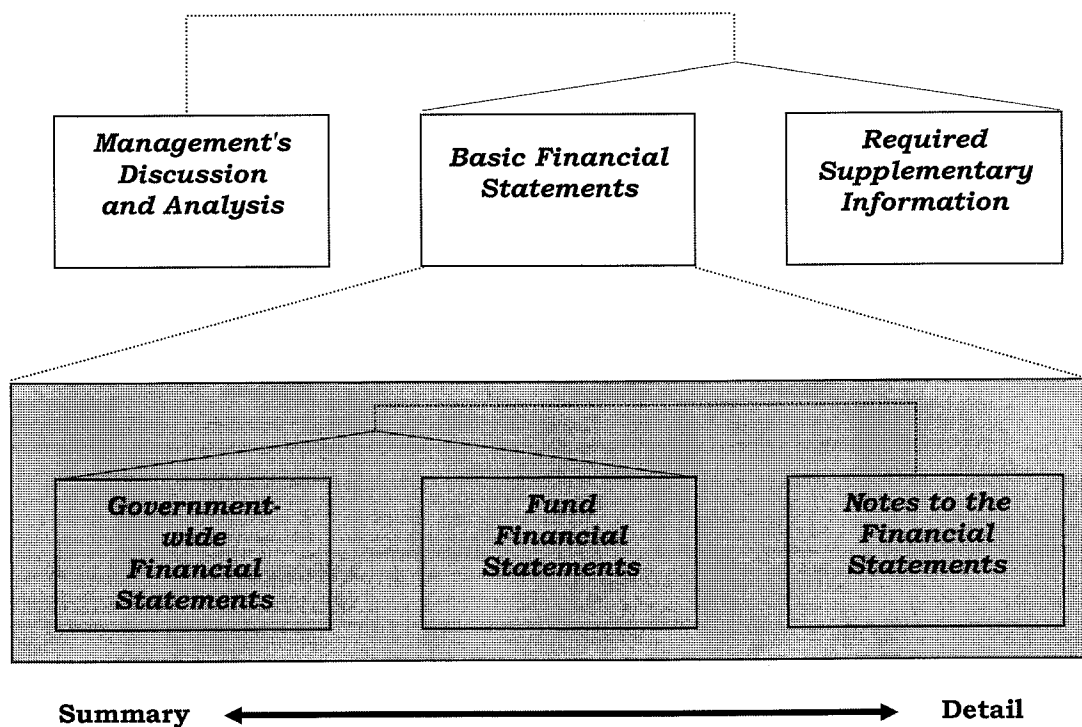 Management's
Discussion
and Analysis
Basic Financial
Statements
Required
Supplementary
Information
Government-
wide
Financial
Statements
Fund
Financial
Statements
Notes to the
Financial
Statements
Summary
Detail